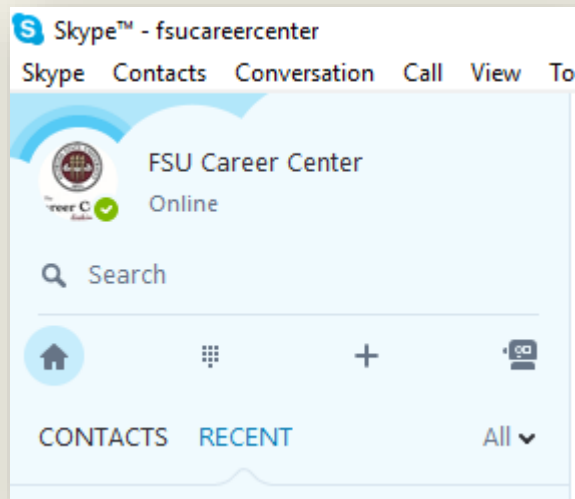 Skype™ - fsucareercenter
Skype Contacts Conversation Call View To
FSU Career Center
Online
Search
CONTACTS RECENT All